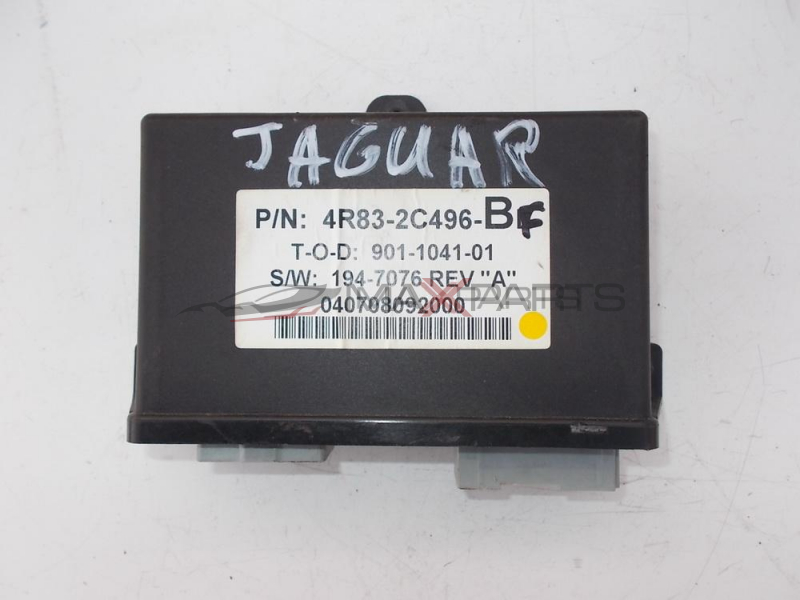 JAGUAR
P/N: 4R83-2C496-BF
T-O-D: 901-1041-01
S/W: 194-7076 REV "A"
MAXPARTS
040708092000